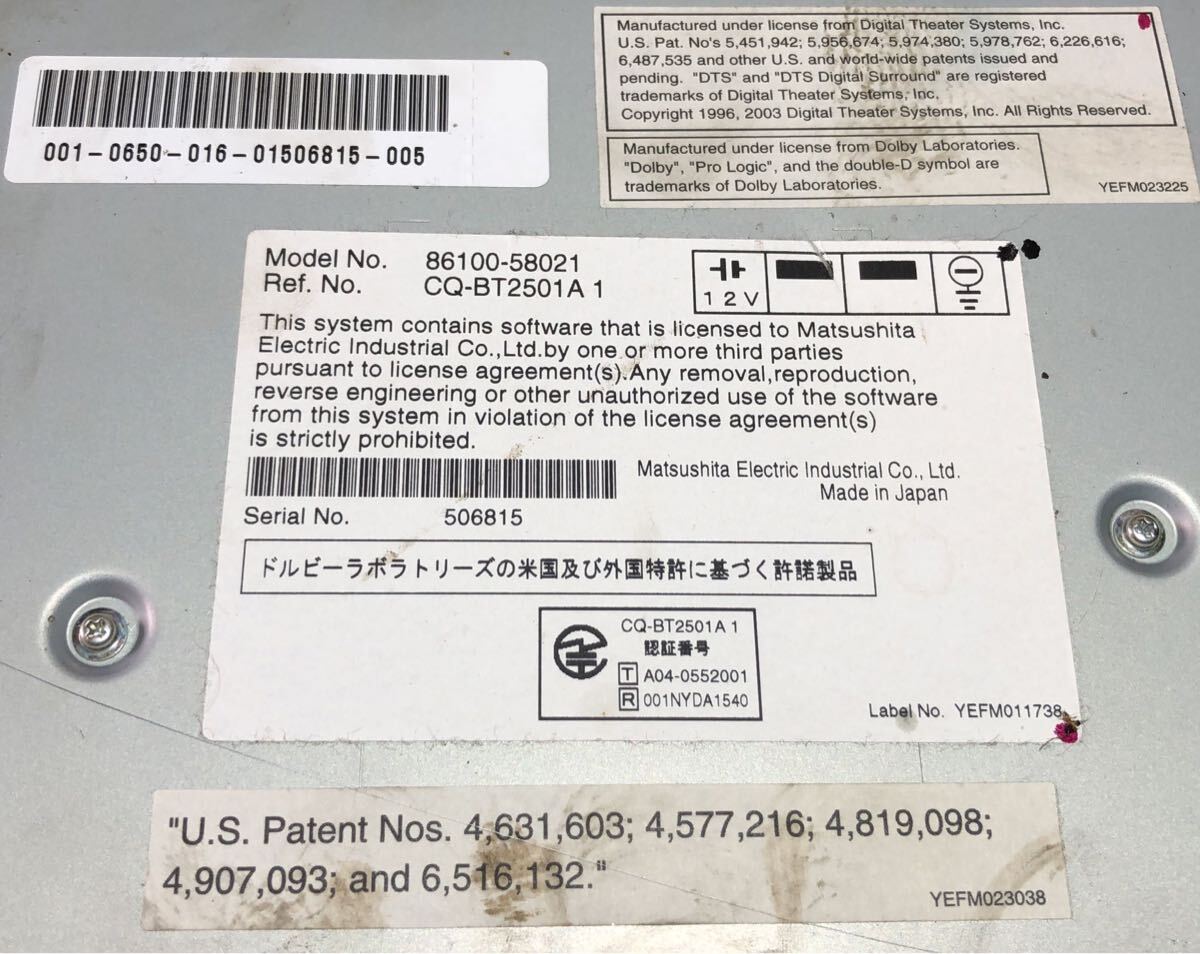 Manufactured under license from Digital Theater Systems, Inc.
U.S. Pat. No's 5,451,942; 5,956,674; 5,974,380; 5,978,762; 6,226,616;
6,487,535 and other U.S. and world-wide patents issued and
pending. "DTS" and "DTS Digital Surround" are registered
trademarks of Digital Theater Systems, Inc.
Copyright 1996, 2003 Digital Theater Systems, Inc. All Rights Reserved.
Manufactured under license from Dolby Laboratories.
"Dolby", "Pro Logic", and the double-D symbol are
trademarks of Dolby Laboratories.
YEFM023225
001-0650-016-01506815-005
Model No. 86100-58021
Ref. No. CQ-BT2501A 1
12V
This system contains software that is licensed to Matsushita
Electric Industrial Co.,Ltd.by one or more third parties
pursuant to license agreement(s).Any removal,reproduction,
reverse engineering or other unauthorized use of the software
from this system in violation of the license agreement(s)
is strictly prohibited.
Matsushita Electric Industrial Co., Ltd.
Made in Japan
Serial No. 506815
ドルビーラボラトリーズの米国及び外国特許に基づく許諾製品
CQ-BT2501A 1
認証番号
T A04-0552001
R 001NYDA1540
Label No. YEFM011738
"U.S. Patent Nos. 4,631,603; 4,577,216; 4,819,098;
4,907,093; and 6,516,132."
YEFM023038